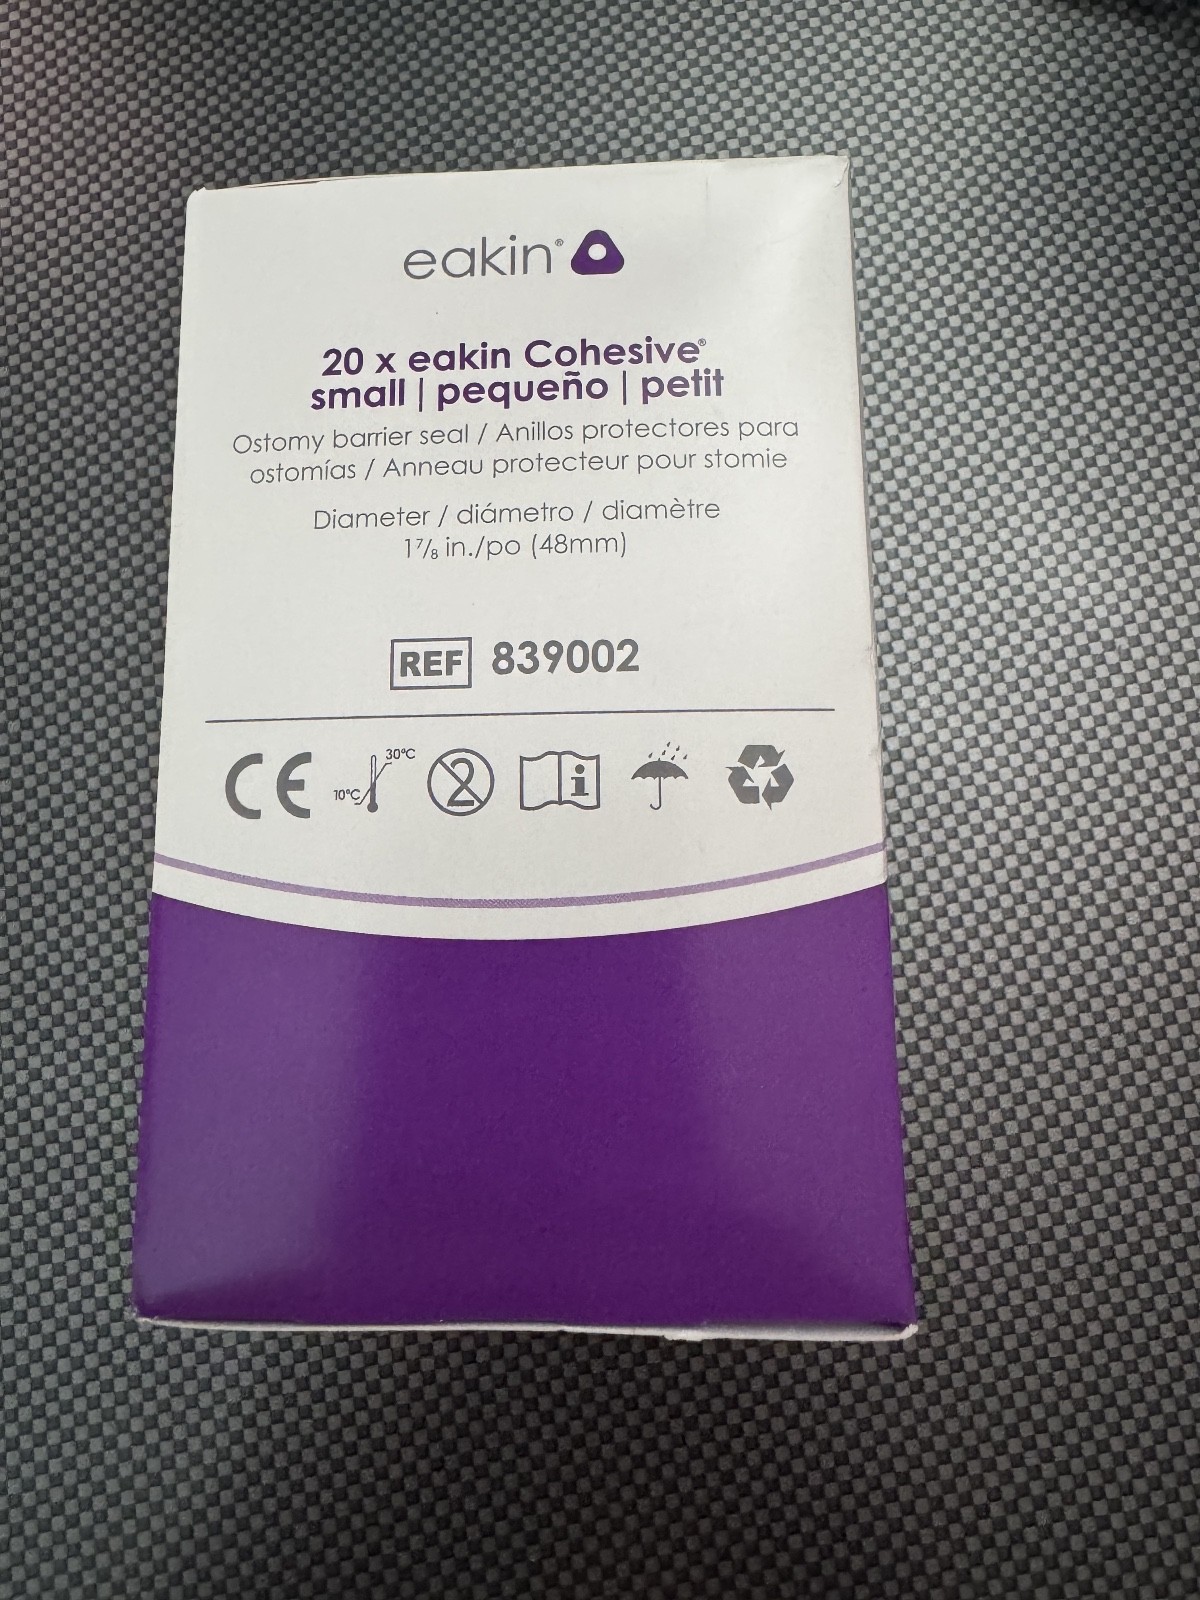 eakin®
20 x eakin Cohesive®
small | pequeño | petit
Ostomy barrier seal / Anillos protectores para
ostomías / Anneau protecteur pour stomie
Diameter / diámetro / diamètre
1⅞ in./po (48mm)
REF 839002
CE 10°C 30°C 2 i